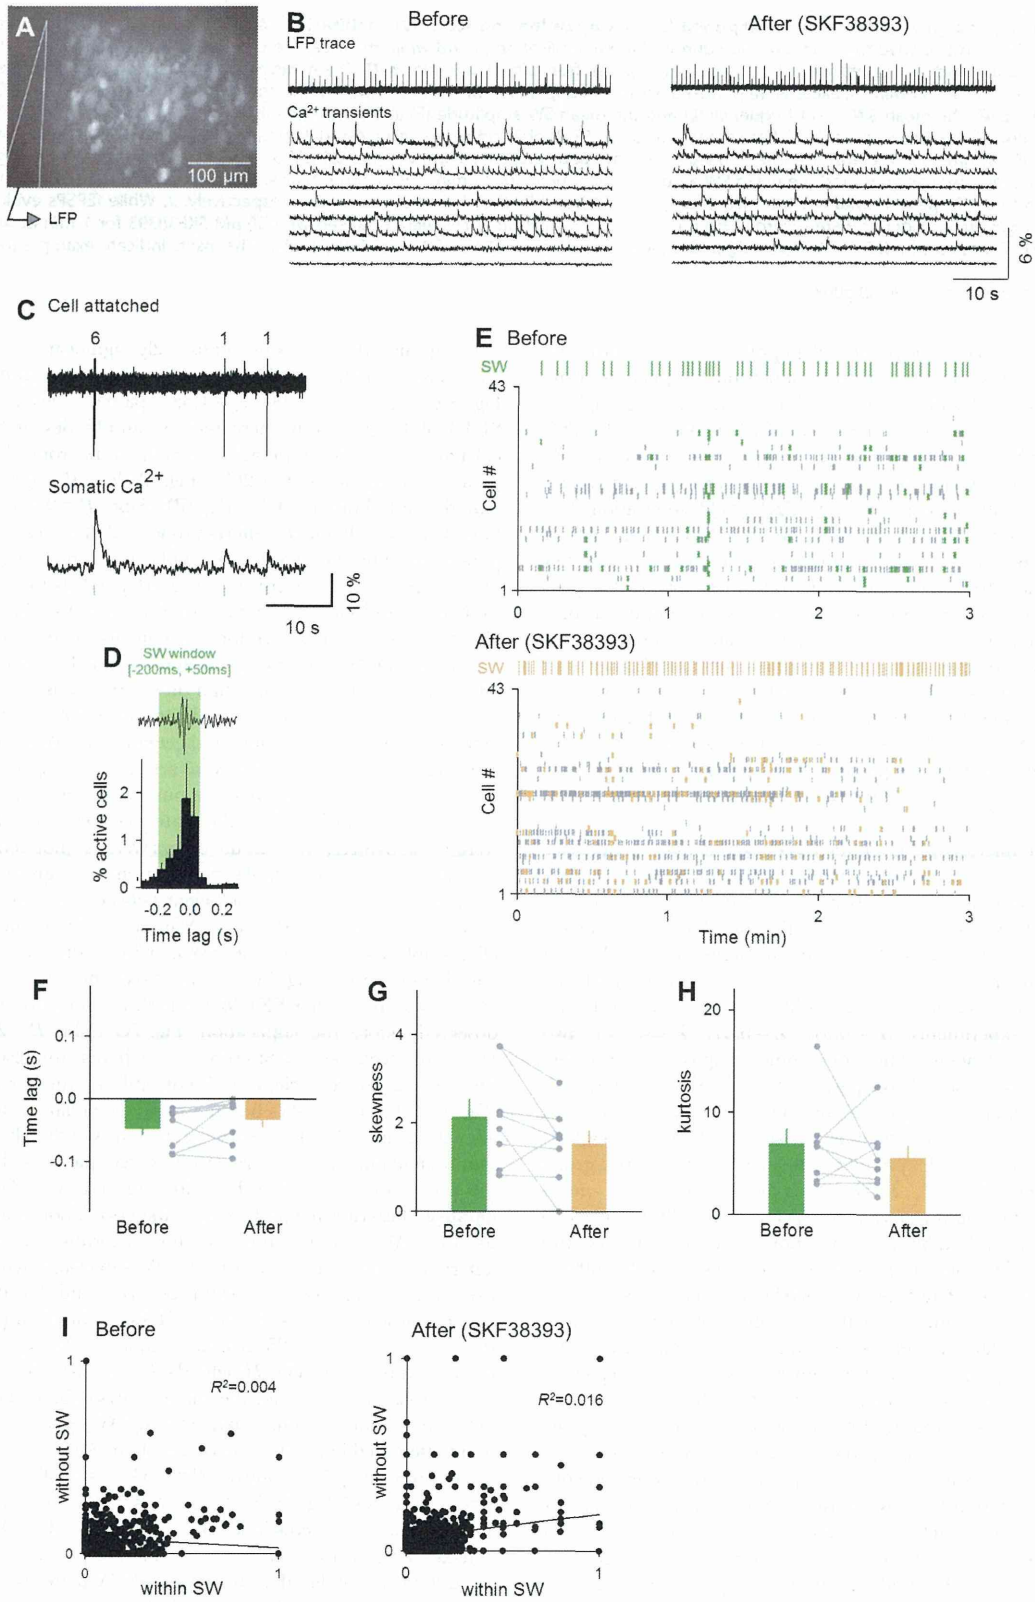 A
100 µm
LFP
B
Before
After (SKF38393)
LFP trace
Ca2+ transients
6 %
10 s
C Cell attatched
6 1 1
Somatic Ca2+
10 %
10 s
D
SW window
[-200ms, +50ms]
% active cells
2
1
0
-0.2 0.0 0.2
Time lag (s)
E Before
SW
43
Cell #
1
0 1 2 3
After (SKF38393)
SW
43
Cell #
1
0 1 2 3
Time (min)
F
Time lag (s)
0.1
0.0
-0.1
Before After
G
skewness
4
2
0
Before After
H
kurtosis
20
10
0
Before After
I Before
R2=0.004
without SW
1
0
0 1
within SW
After (SKF38393)
R2=0.016
without SW
1
0
0 1
within SW